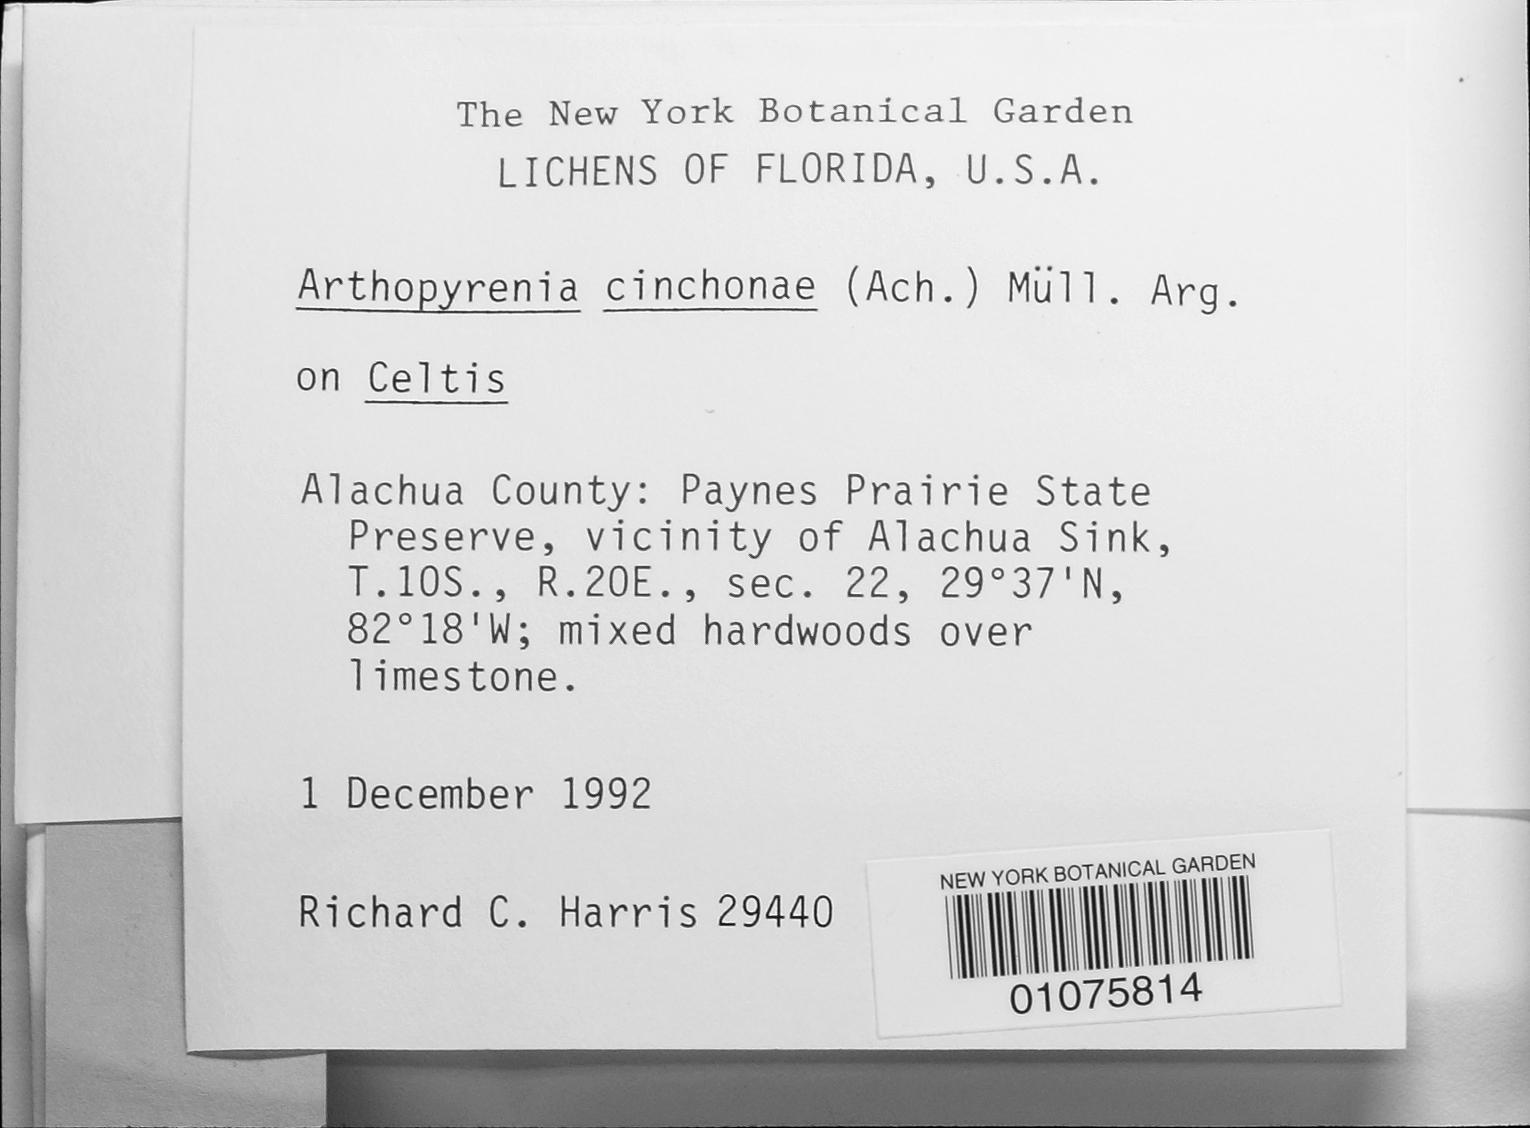 The New York Botanical Garden
LICHENS OF FLORIDA, U.S.A.
Arthopyrenia cinchonae (Ach.) Müll. Arg.
on Celtis
Alachua County: Paynes Prairie State
Preserve, vicinity of Alachua Sink,
T.10S., R.20E., sec. 22, 29°37'N,
82°18'W; mixed hardwoods over
limestone.
1 December 1992
Richard C. Harris 29440
NEW YORK BOTANICAL GARDEN
01075814